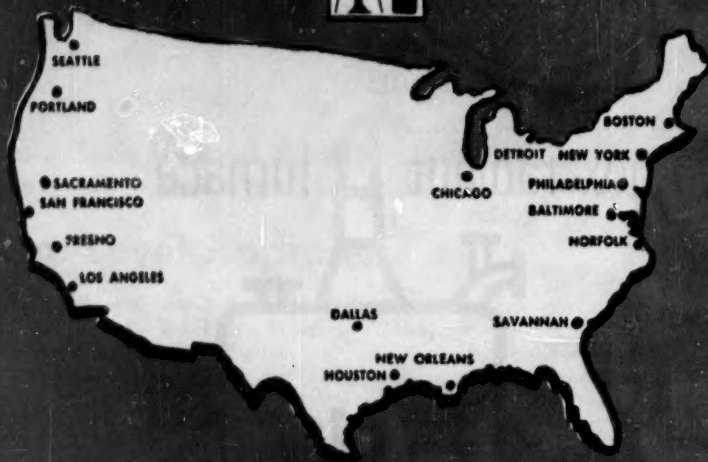 SEATTLE
PORTLAND
BOSTON
DETROIT NEW YORK
SACRAMENTO
CHICAGO
PHILADELPHIA
SAN FRANCISCO
BALTIMORE
FRESNO
NORFOLK
LOS ANGELES
DALLAS
SAVANNAN
NEW ORLEANS
HOUSTON